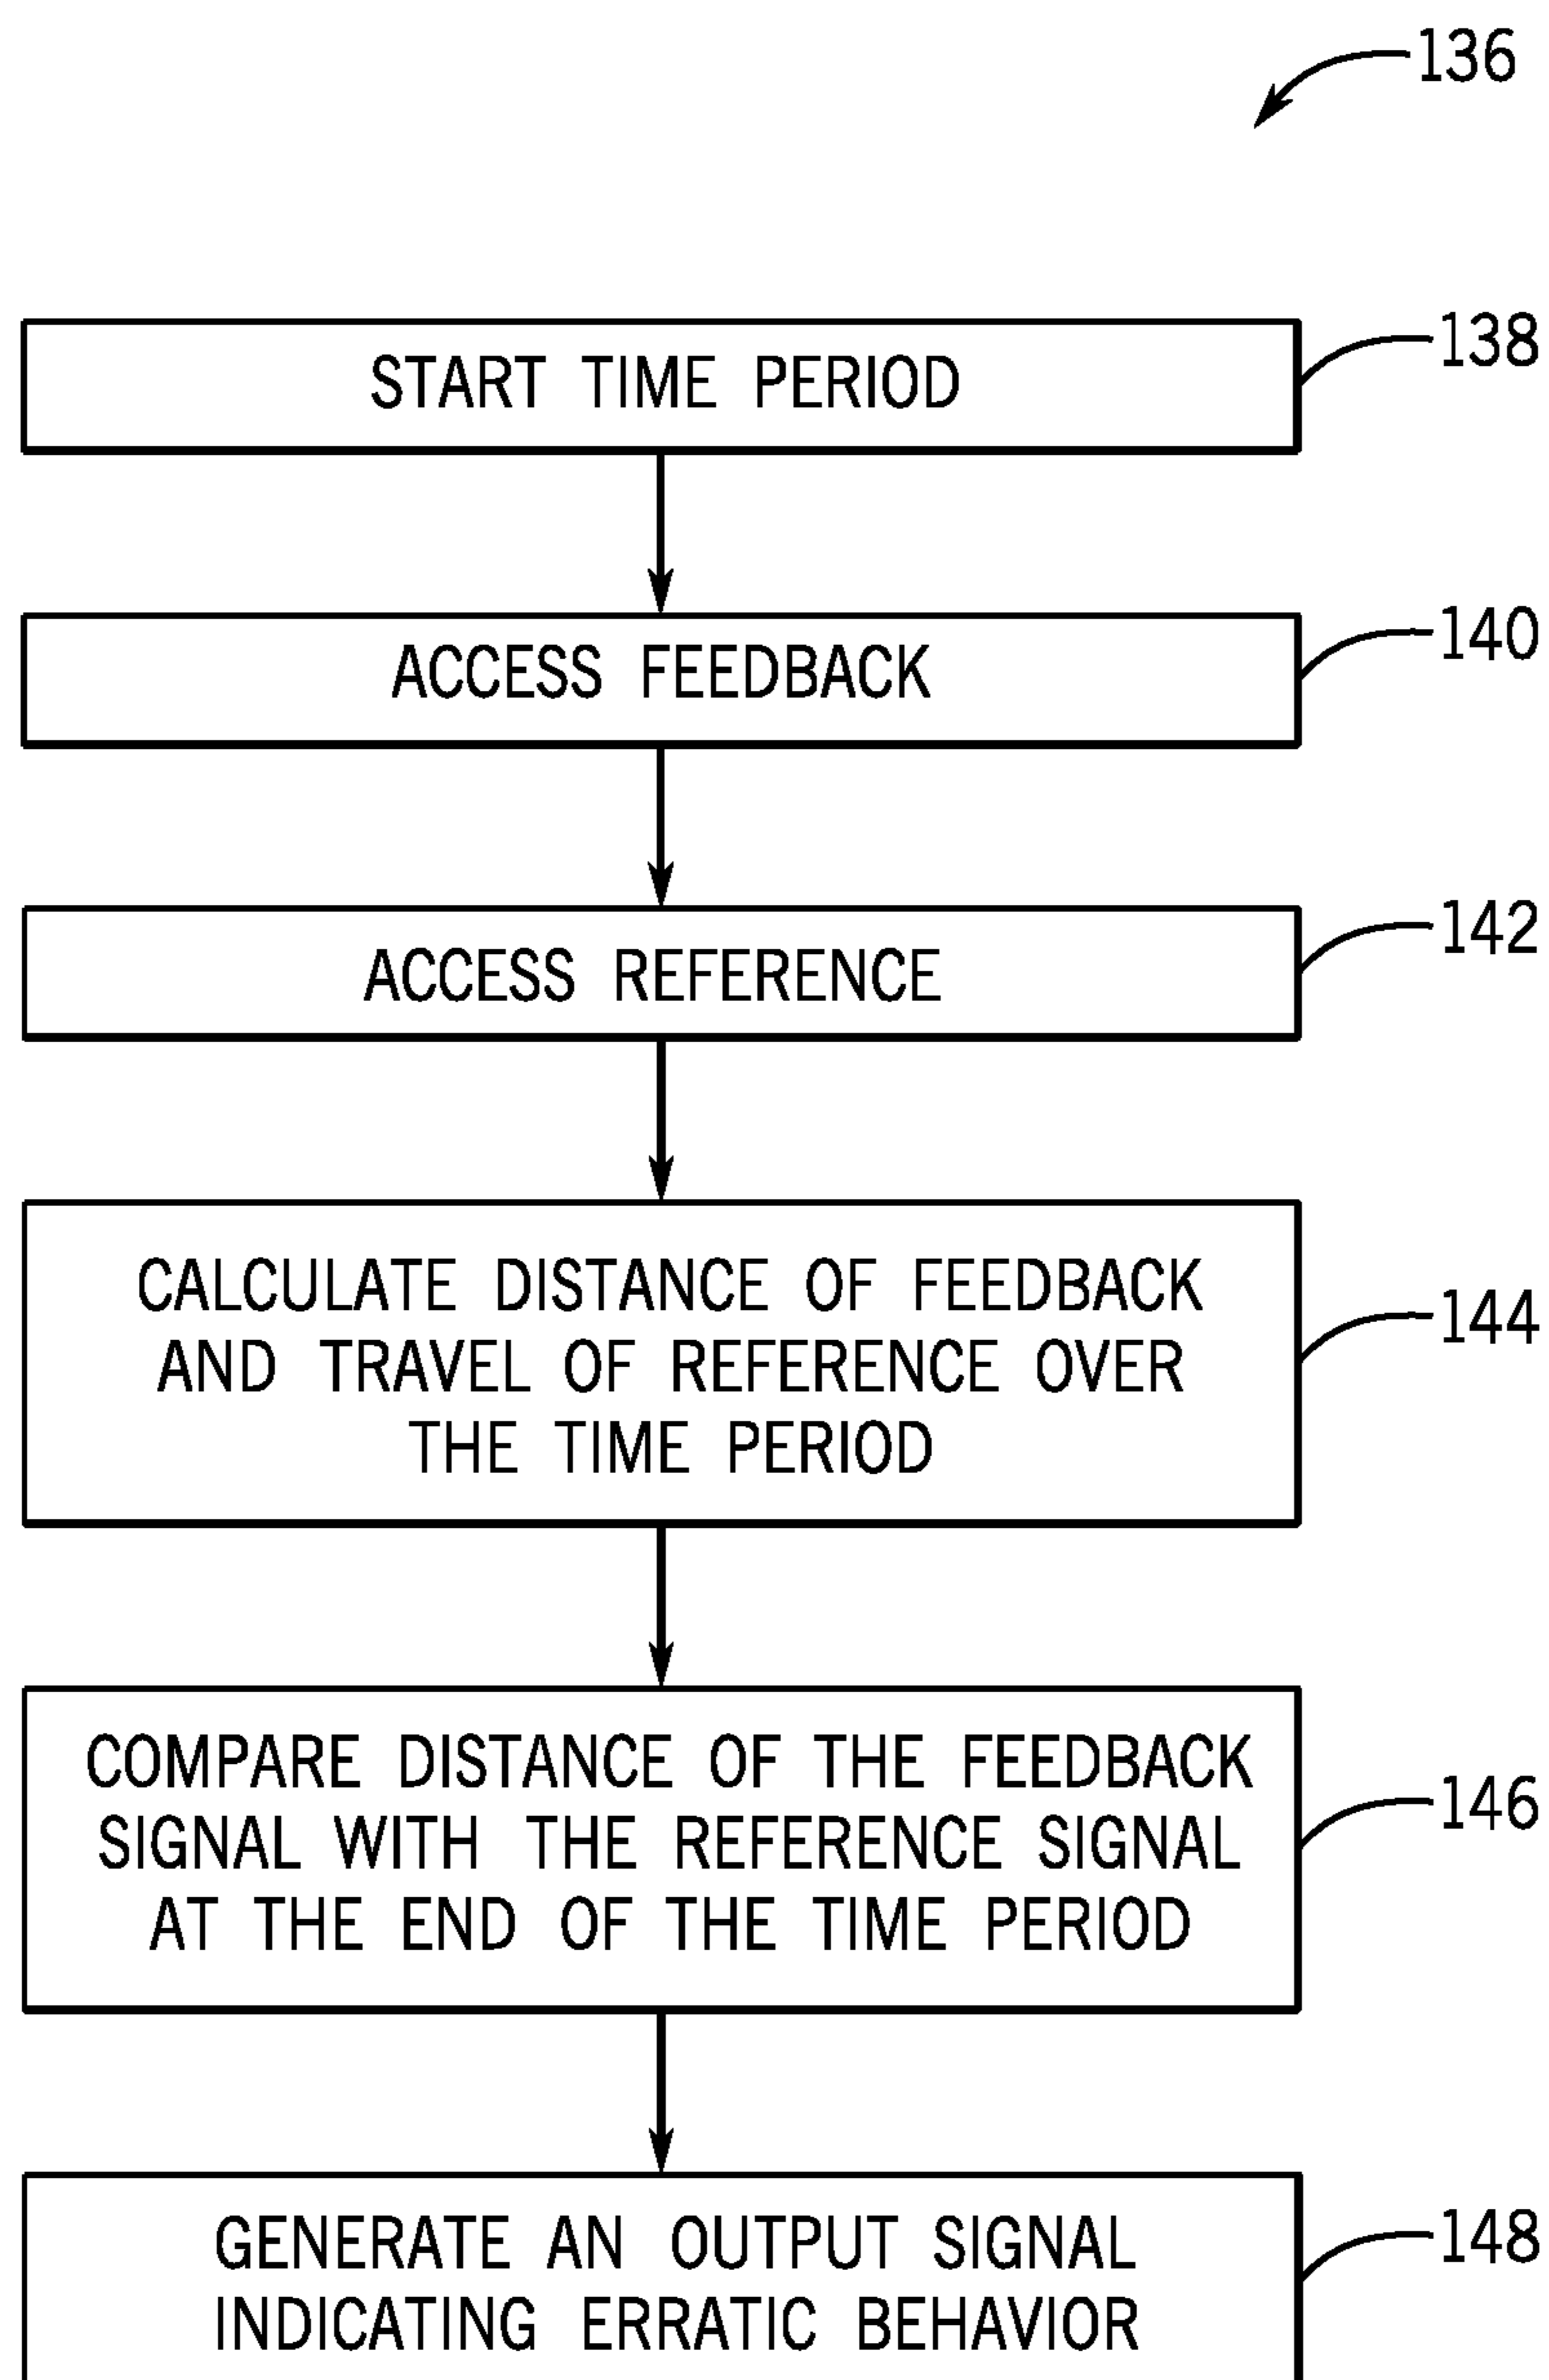 136
START TIME PERIOD
138
ACCESS FEEDBACK
140
ACCESS REFERENCE
142
CALCULATE DISTANCE OF FEEDBACK
AND TRAVEL OF REFERENCE OVER
THE TIME PERIOD
144
COMPARE DISTANCE OF THE FEEDBACK
SIGNAL WITH THE REFERENCE SIGNAL
AT THE END OF THE TIME PERIOD
146
GENERATE AN OUTPUT SIGNAL
INDICATING ERRATIC BEHAVIOR
148